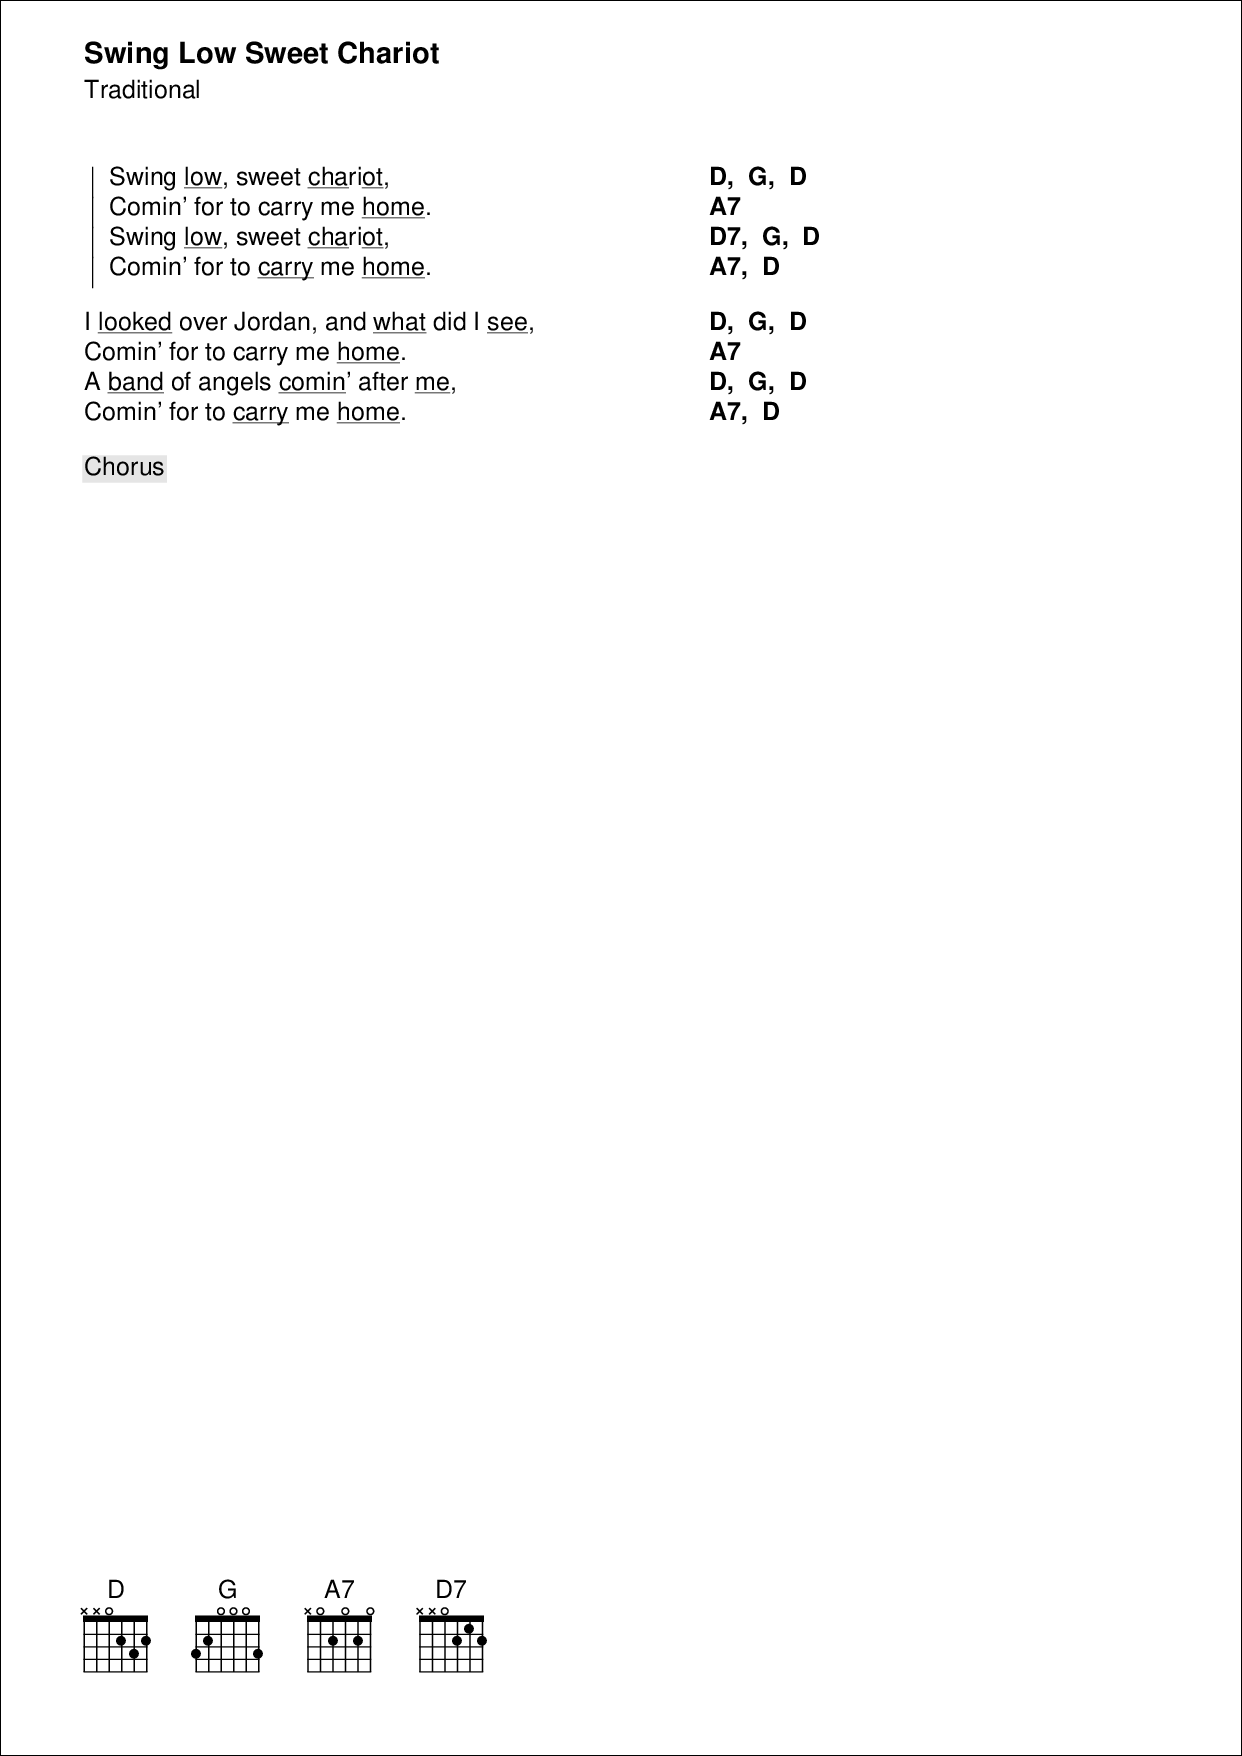 Swing Low Sweet Chariot
Traditional
Swing low, sweet chariot, D, G, D
Comin’ for to carry me home. A7
Swing low, sweet chariot, D7, G, D
Comin’ for to carry me home. A7, D
I looked over Jordan, and what did I see, D, G, D
Comin’ for to carry me home. A7
A band of angels comin’ after me, D, G, D
Comin’ for to carry me home. A7, D
Chorus
D G A7 D7